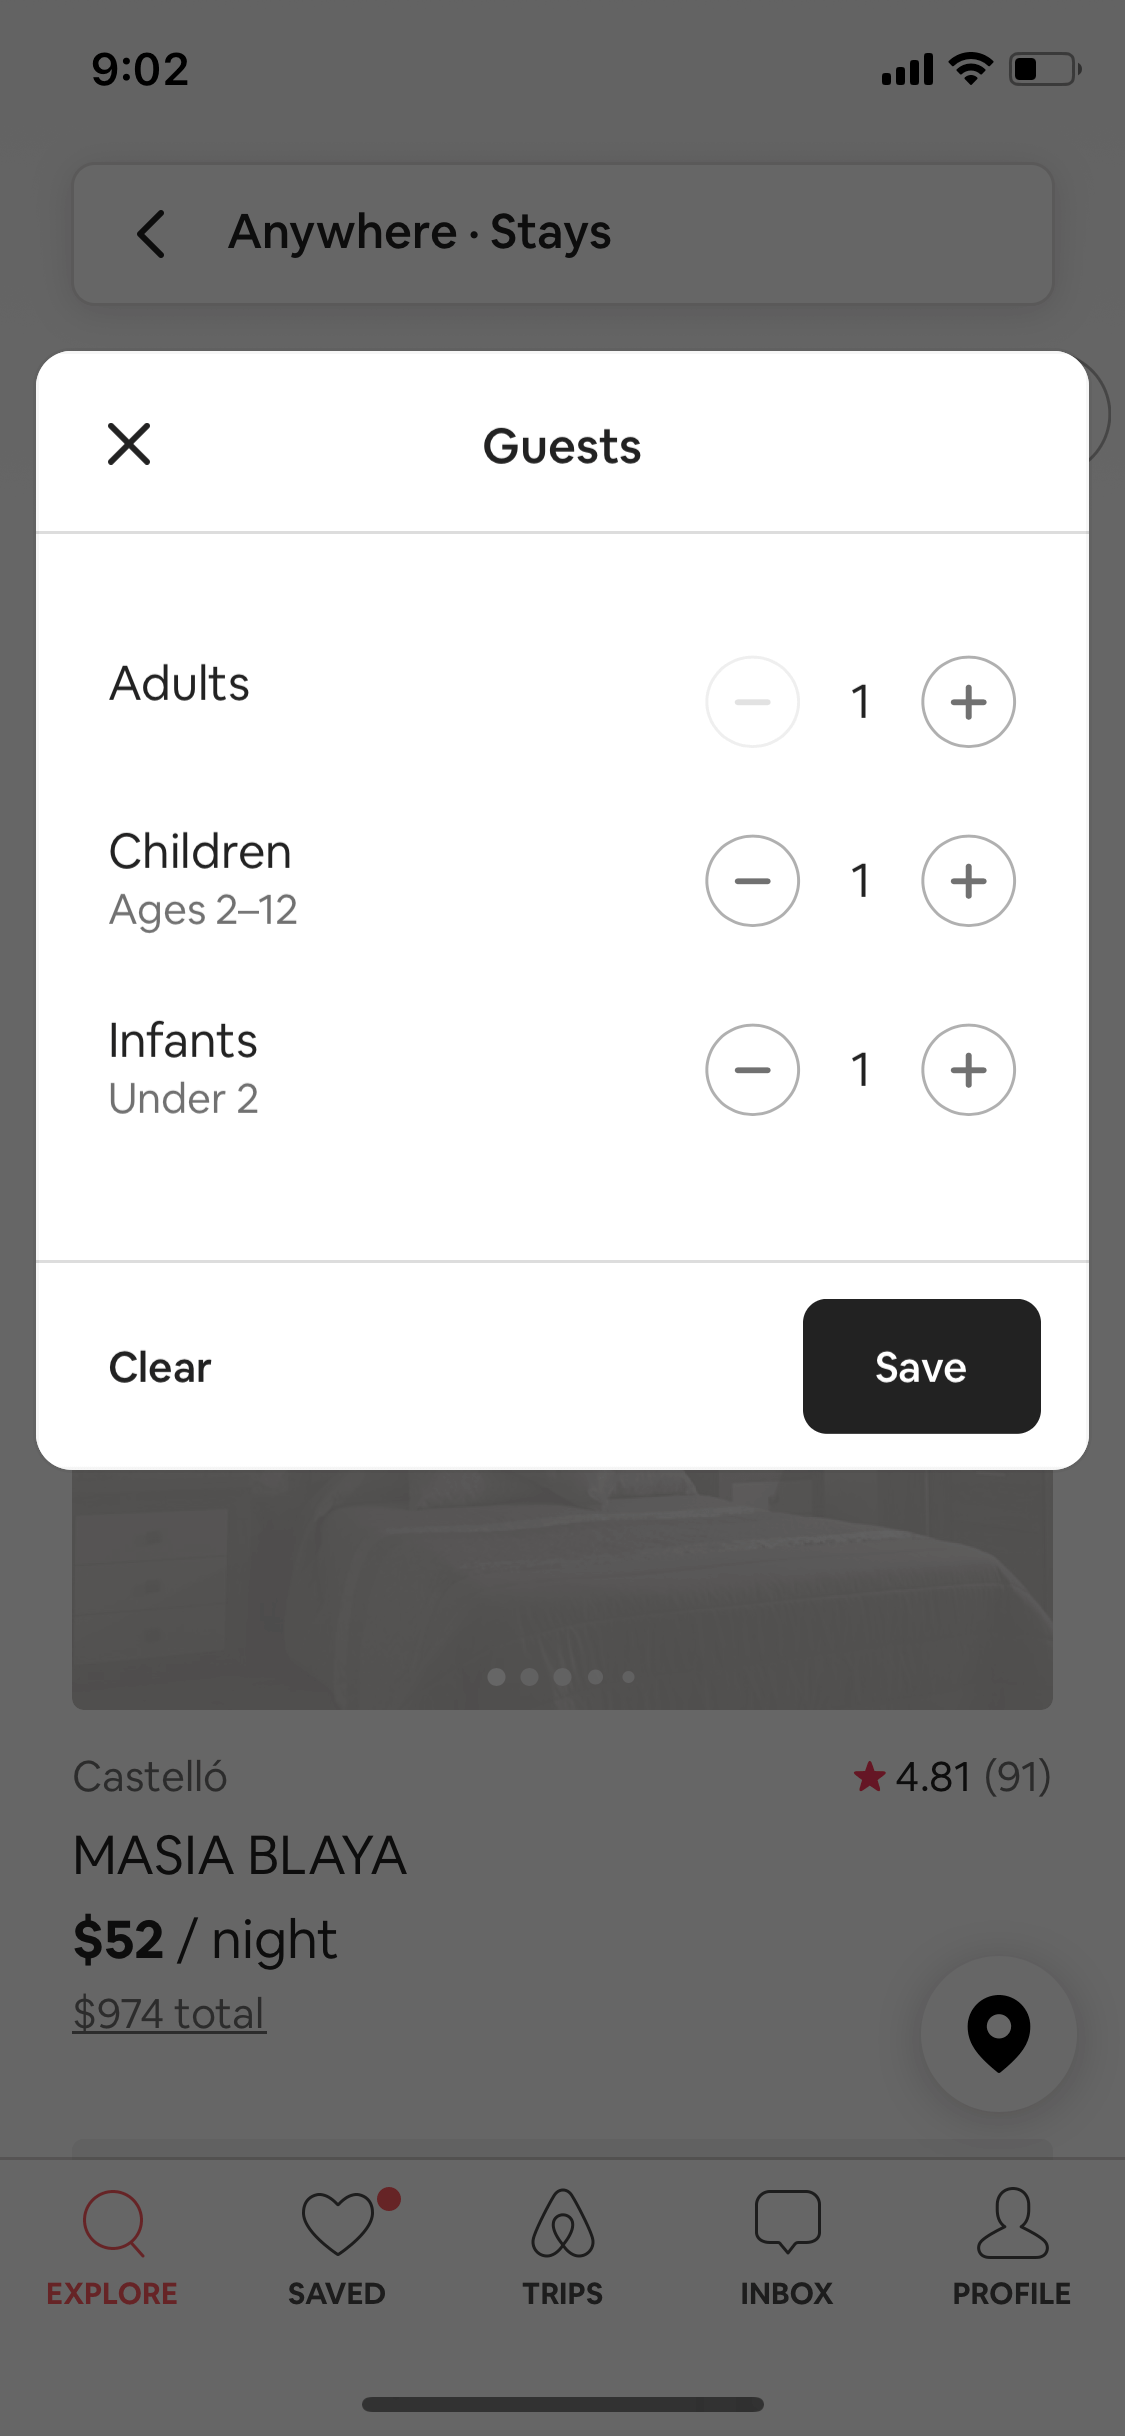 9:02
Anywhere · Stays
Guests
Adults
1
Children
Ages 2–12
1
Infants
Under 2
1
Clear
Save
Castelló
4.81 (91)
MASIA BLAYA
$52 / night
$974 total
EXPLORE
SAVED
TRIPS
INBOX
PROFILE